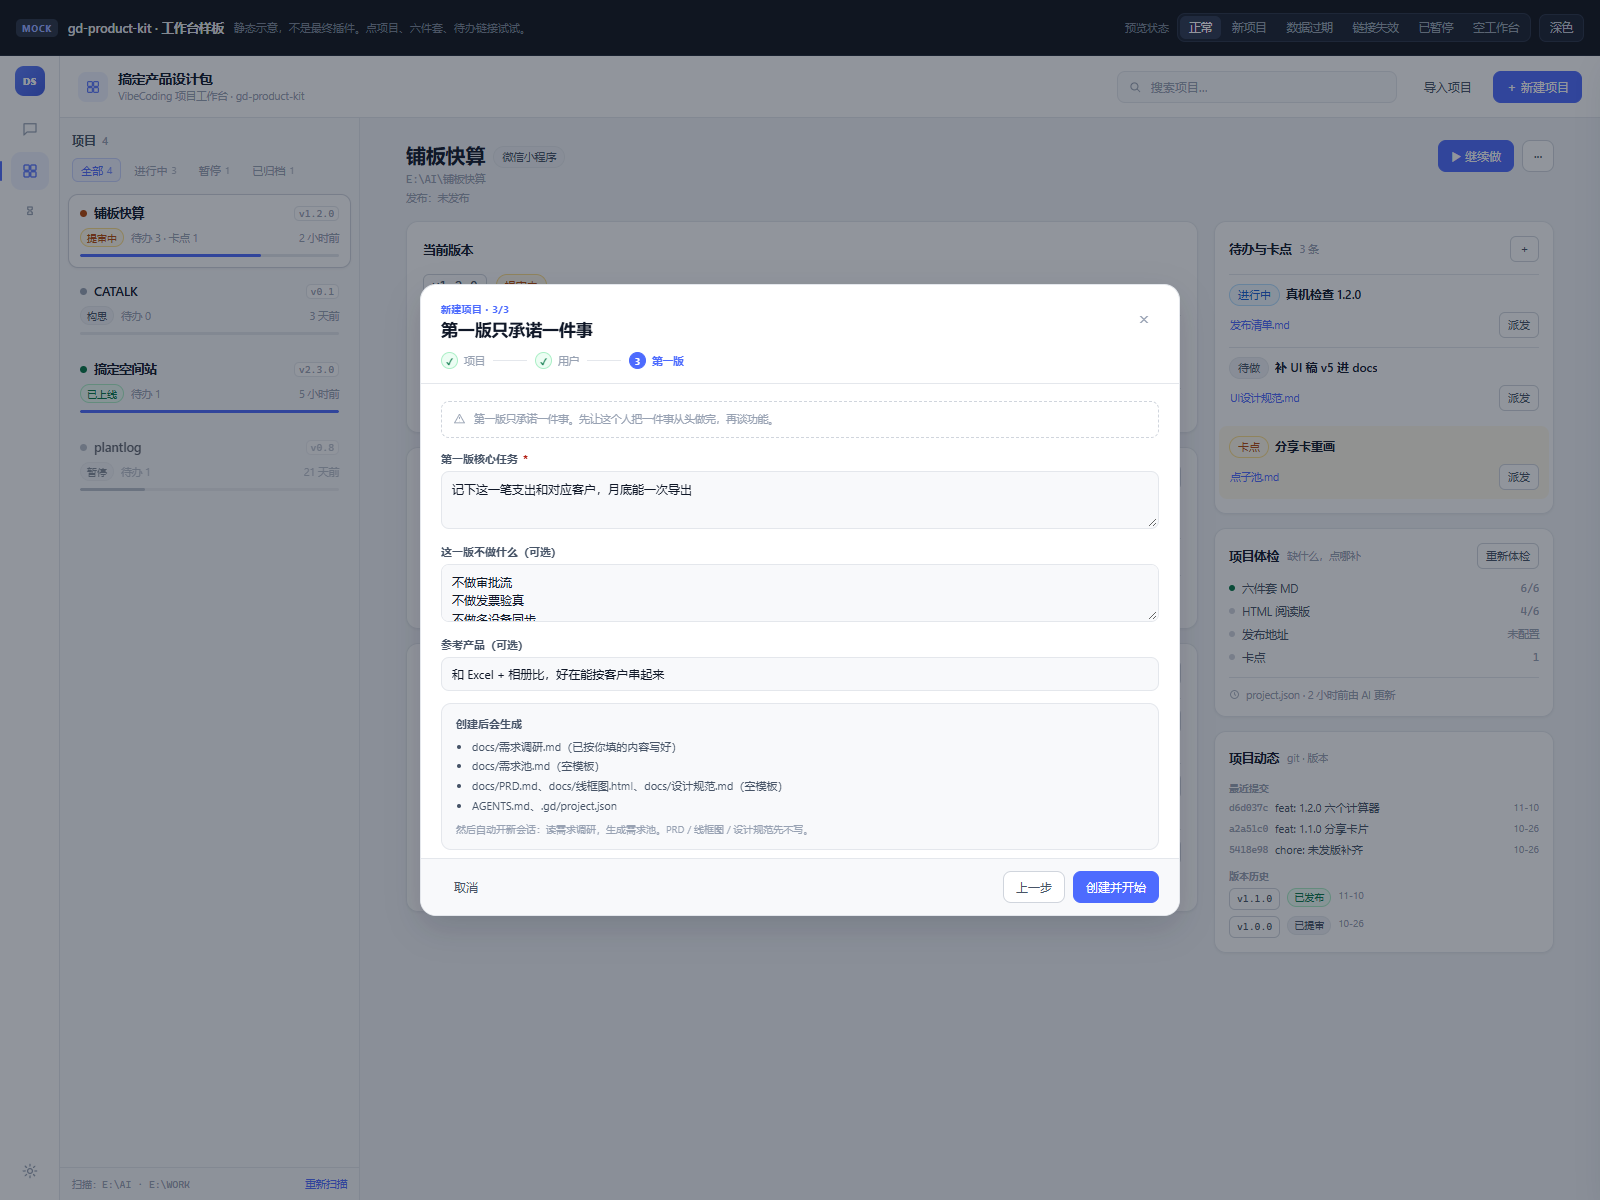 MOCK gd-product-kit · 工作台样板 静态示意，不是最终插件。点项目、六件套、待办链接试试。 预览状态 正常 新项目 数据过期 链接失效 已暂停 空工作台 深色
DS
搞定产品设计包
VibeCoding 项目工作台 · gd-product-kit
搜索项目...
导入项目
+ 新建项目
项目 4
全部 4 进行中 3 暂停 1 已归档 1
铺板快算 v1.2.0
提审中 待办 3 · 卡点 1 2 小时前
CATALK v0.1
构思 待办 0 3 天前
搞定空间站 v2.3.0
已上线 待办 1 5 小时前
plantlog v0.8
暂停 待办 1 21 天前
扫描: E:\AI · E:\WORK 重新扫描
铺板快算 微信小程序
E:\AI\铺板快算
发布：未发布
▶ 继续做 ...
当前版本
新建项目 · 3/3
第一版只承诺一件事
×
✓ 项目 ✓ 用户 3 第一版
第一版只承诺一件事。先让这个人把一件事从头做完，再谈功能。
第一版核心任务 *
记下这一笔支出和对应客户，月底能一次导出
这一版不做什么（可选）
不做审批流
不做发票验真
不做多设备同步
参考产品（可选）
和 Excel + 相册比，好在能按客户串起来
创建后会生成
• docs/需求调研.md（已按你填的内容写好）
• docs/需求池.md（空模板）
• docs/PRD.md、docs/线框图.html、docs/设计规范.md（空模板）
• AGENTS.md、.gd/project.json
然后自动开新会话：读需求调研，生成需求池。PRD / 线框图 / 设计规范先不写。
取消 上一步 创建并开始
待办与卡点 3 条 +
进行中 真机检查 1.2.0
发布清单.md 派发
待做 补 UI 稿 v5 进 docs
UI设计规范.md 派发
卡点 分享卡重画
点子池.md 派发
项目体检 缺什么，点哪补 重新体检
六件套 MD 6/6
HTML 阅读版 4/6
发布地址 未配置
卡点 1
project.json · 2 小时前由 AI 更新
项目动态 git · 版本
最近提交
d6d037c feat: 1.2.0 六个计算器 11-10
a2a51c0 feat: 1.1.0 分享卡片 10-26
5418e98 chore: 未发版补齐 10-26
版本历史
v1.1.0 已发布 11-10
v1.0.0 已提审 10-26